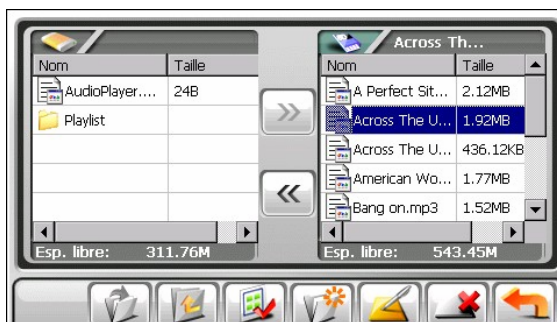 Across Th...
Nom Taille
AudioPlayer.... 24B
Playlist
Esp. libre: 311.76M
Nom Taille
A Perfect Sit... 2.12MB
Across The U... 1.92MB
Across The U... 436.12KB
American Wo... 1.77MB
Bang on.mp3 1.52MB
Esp. libre: 543.45M